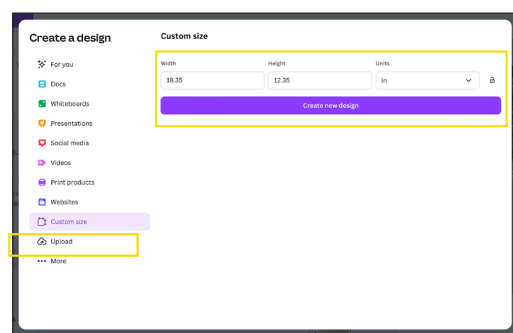 Create a design
For you
Docs
Whiteboards
Presentations
Social media
Videos
Print products
Websites
Custom size
Upload
More
Custom size
Width
Height
Units
18.35
12.35
in
Create new design